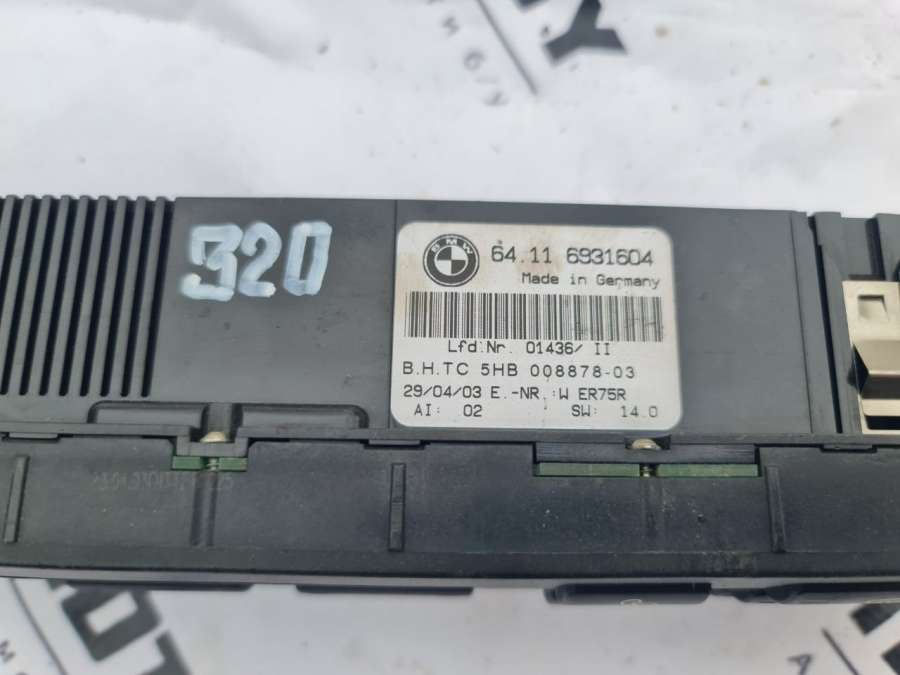 320
BMW
64.11 6931604
Made in Germany
Lfd.Nr. 01436/ II
B.H.TC 5HB 008878-03
29/04/03 E.-NR.:W ER75R
AI: 02 SW: 14.0